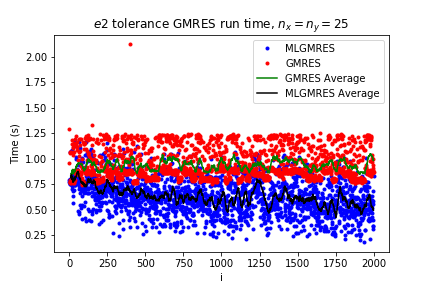 e2 tolerance GMRES run time, nₓ = nᵧ = 25
MLGMRES
GMRES
GMRES Average
MLGMRES Average
Time (s)
2.00
1.75
1.50
1.25
1.00
0.75
0.50
0.25
0 250 500 750 1000 1250 1500 1750 2000
i